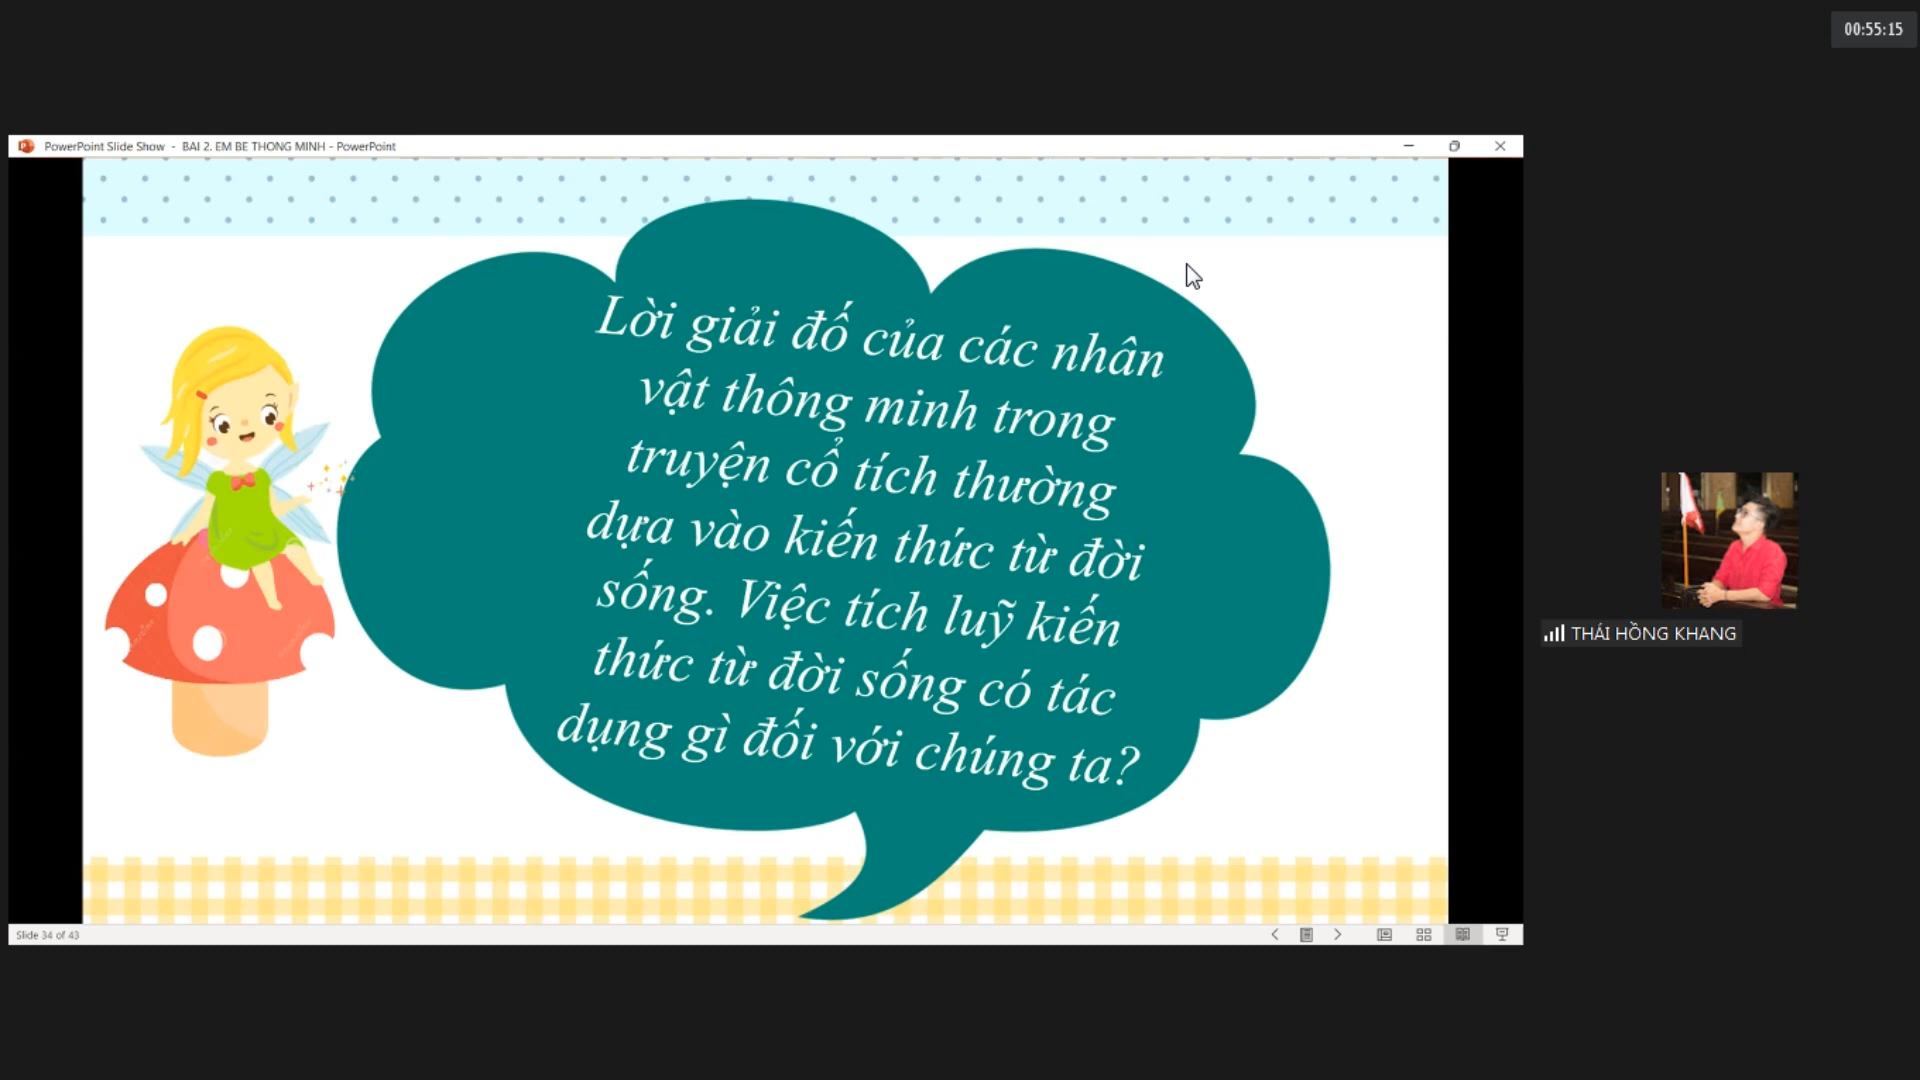 00:55:15
PowerPoint Slide Show - BAI 2. EM BE THONG MINH - PowerPoint
Lời giải đố của các nhân
vật thông minh trong
truyện cổ tích thường
dựa vào kiến thức từ đời
sống. Việc tích luỹ kiến
thức từ đời sống có tác
dụng gì đối với chúng ta?
THÁI HỒNG KHANG
Slide 34 of 43